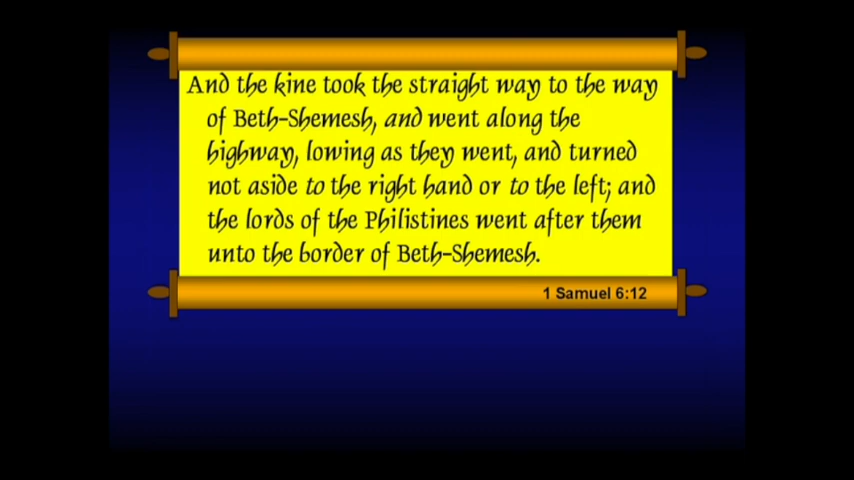 And the kine took the straight way to the way
of Beth-Shemesh, and went along the
highway, lowing as they went, and turned
not aside to the right hand or to the left; and
the lords of the Philistines went after them
unto the border of Beth-Shemesh.
1 Samuel 6:12